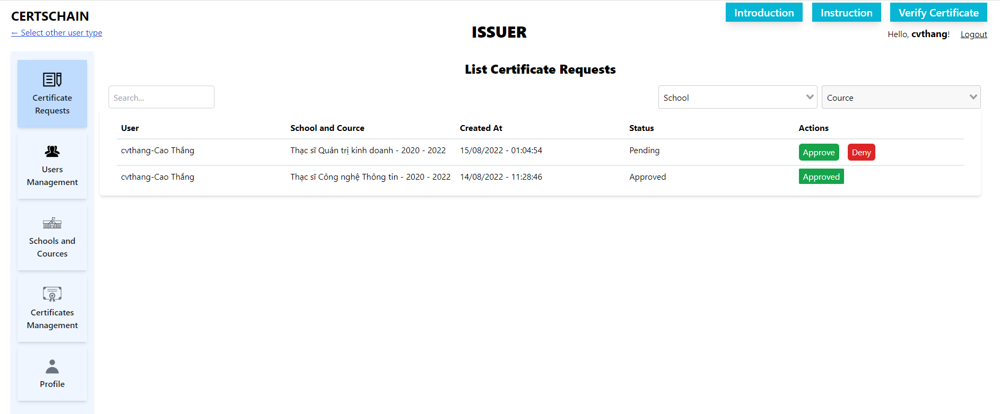 CERTSCHAIN
← Select other user type
ISSUER
Introduction
Instruction
Verify Certificate
Hello, cvthang!
Logout
Certificate
Requests
Users
Management
Schools and
Cources
Certificates
Management
Profile
List Certificate Requests
Search...
School
Cource
User School and Cource Created At Status Actions
cvthang-Cao Thắng Thạc sĩ Quản trị kinh doanh - 2020 - 2022 15/08/2022 - 01:04:54 Pending Approve Deny
cvthang-Cao Thắng Thạc sĩ Công nghệ Thông tin - 2020 - 2022 14/08/2022 - 11:28:46 Approved Approved